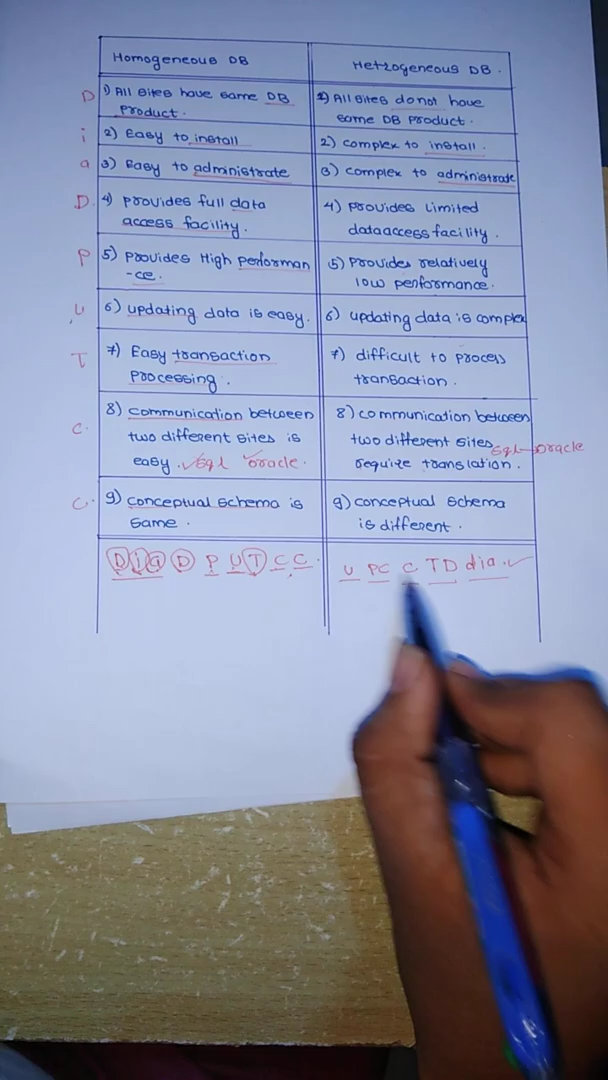 Homogeneous DB
Hetrogeneous DB.
D 1) All sites have same DB
product.
1) All sites do not have
same DB product.
i 2) Easy to install
2) complex to install.
a 3) Easy to administrate
3) complex to administrate
D. 4) provides full data
access facility.
4) provides limited
data access facility.
P 5) provides High performan
-ce.
5) provides relatively
low performance.
U 6) updating data is easy.
6) updating data is complex
T 7) Easy transaction
processing.
7) difficult to process
transaction.
C. 8) communication between
two different sites is
easy. sql oracle.
8) communication between
two different sites sql-oracle
require translation.
C. 9) conceptual schema is
same.
9) conceptual schema
is different.
D i a D P U T C C.
U PC C TD dia.